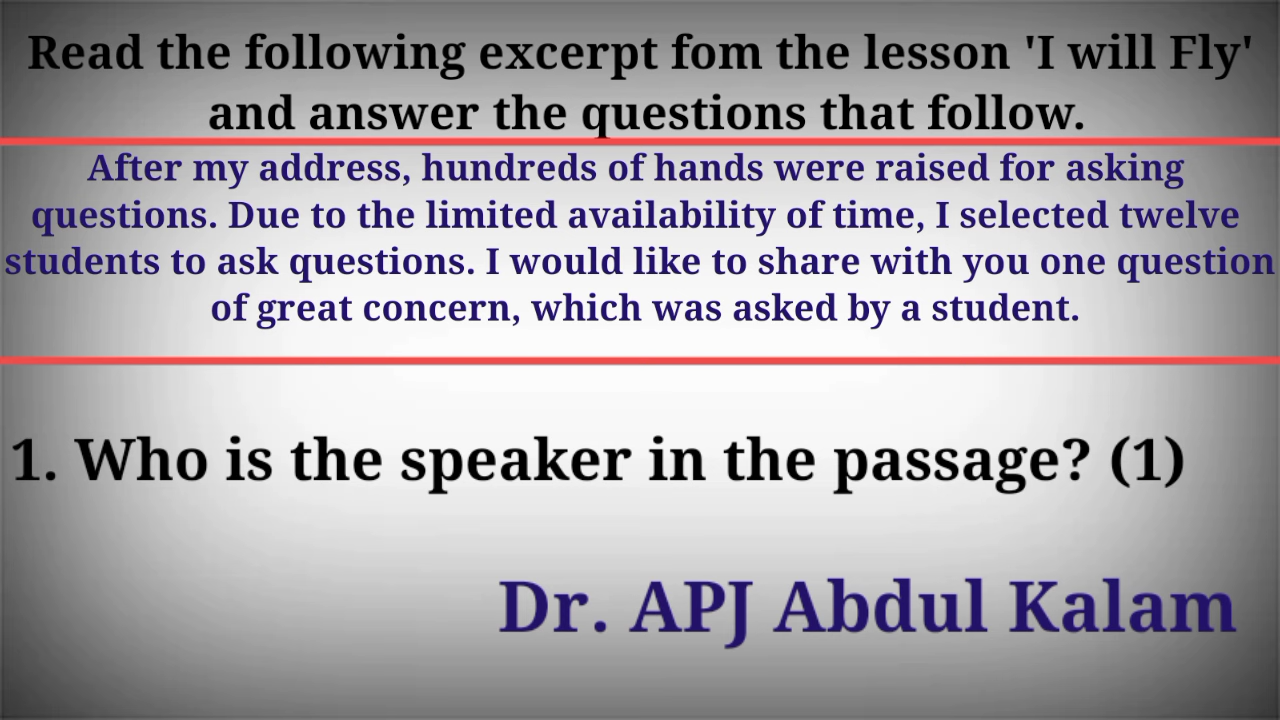 Read the following excerpt fom the lesson 'I will Fly'
and answer the questions that follow.
After my address, hundreds of hands were raised for asking
questions. Due to the limited availability of time, I selected twelve
students to ask questions. I would like to share with you one question
of great concern, which was asked by a student.
1. Who is the speaker in the passage? (1)
Dr. APJ Abdul Kalam